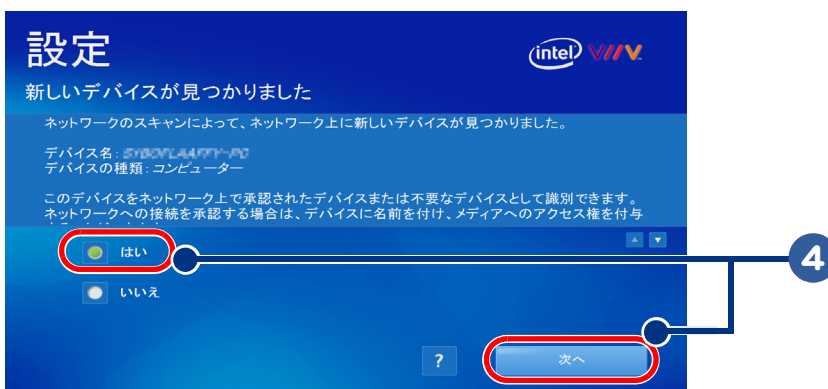 設定
intel VIIV.
新しいデバイスが見つかりました
ネットワークのスキャンによって、ネットワーク上に新しいデバイスが見つかりました。
デバイス名:
デバイスの種類: コンピューター
このデバイスをネットワーク上で承認されたデバイスまたは不要なデバイスとして識別できます。
ネットワークへの接続を承認する場合は、デバイスに名前を付け、メディアへのアクセス権を付与
はい
4
いいえ
?
次へ